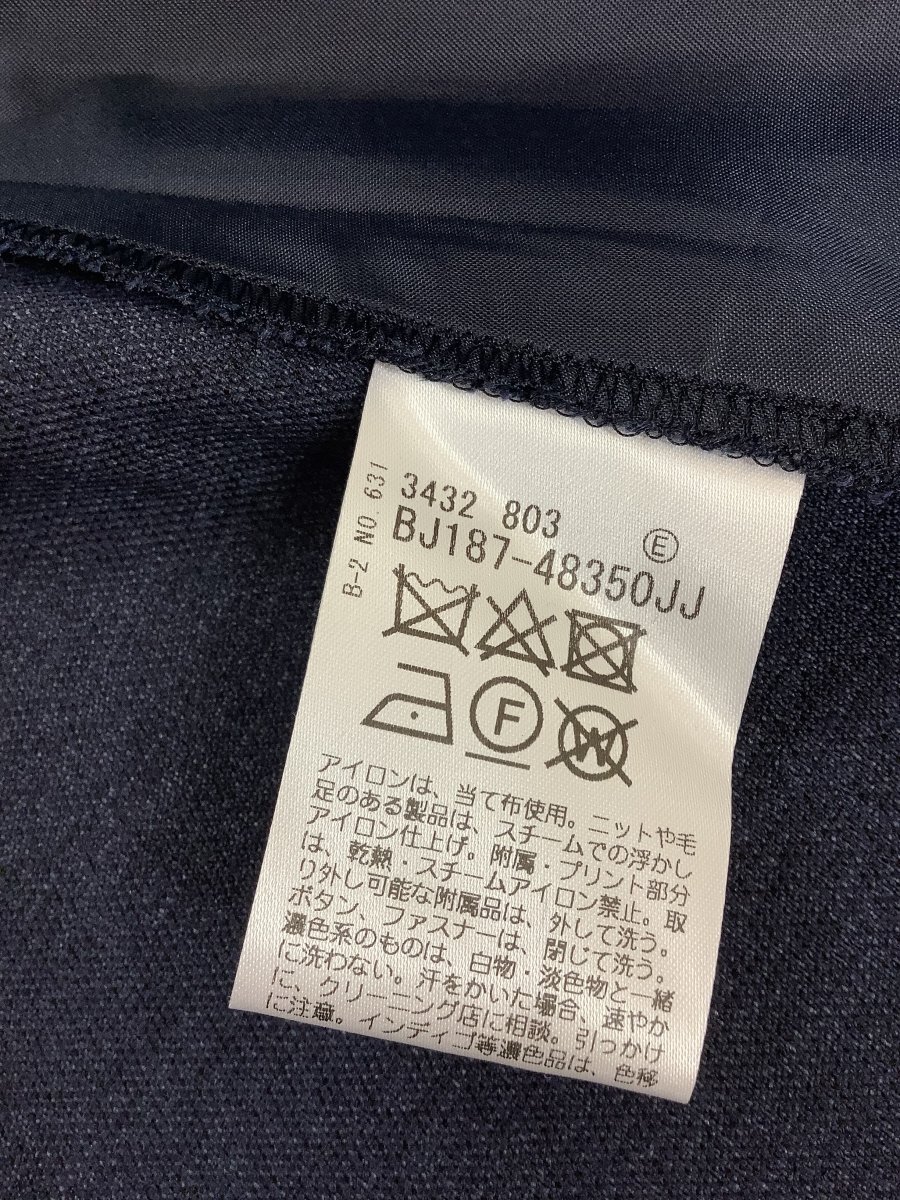 B-2 NO. 631
3432 803
Ⓔ
BJ187-48350JJ
F
W
アイロンは、当て布使用。ニットや毛
足のある製品は、スチームでの浮かし
アイロン仕上げ。附属・プリント部分
は、乾熱・スチームアイロン禁止。取
り外し可能な附属品は、外して洗う。
ボタン、ファスナーは、閉じて洗う。
濃色系のものは、白物・淡色物と一緒
に洗わない。汗をかいた場合、速やか
に、クリーニング店に相談。引っかけ
に注意。インディゴ等濃色品は、色移